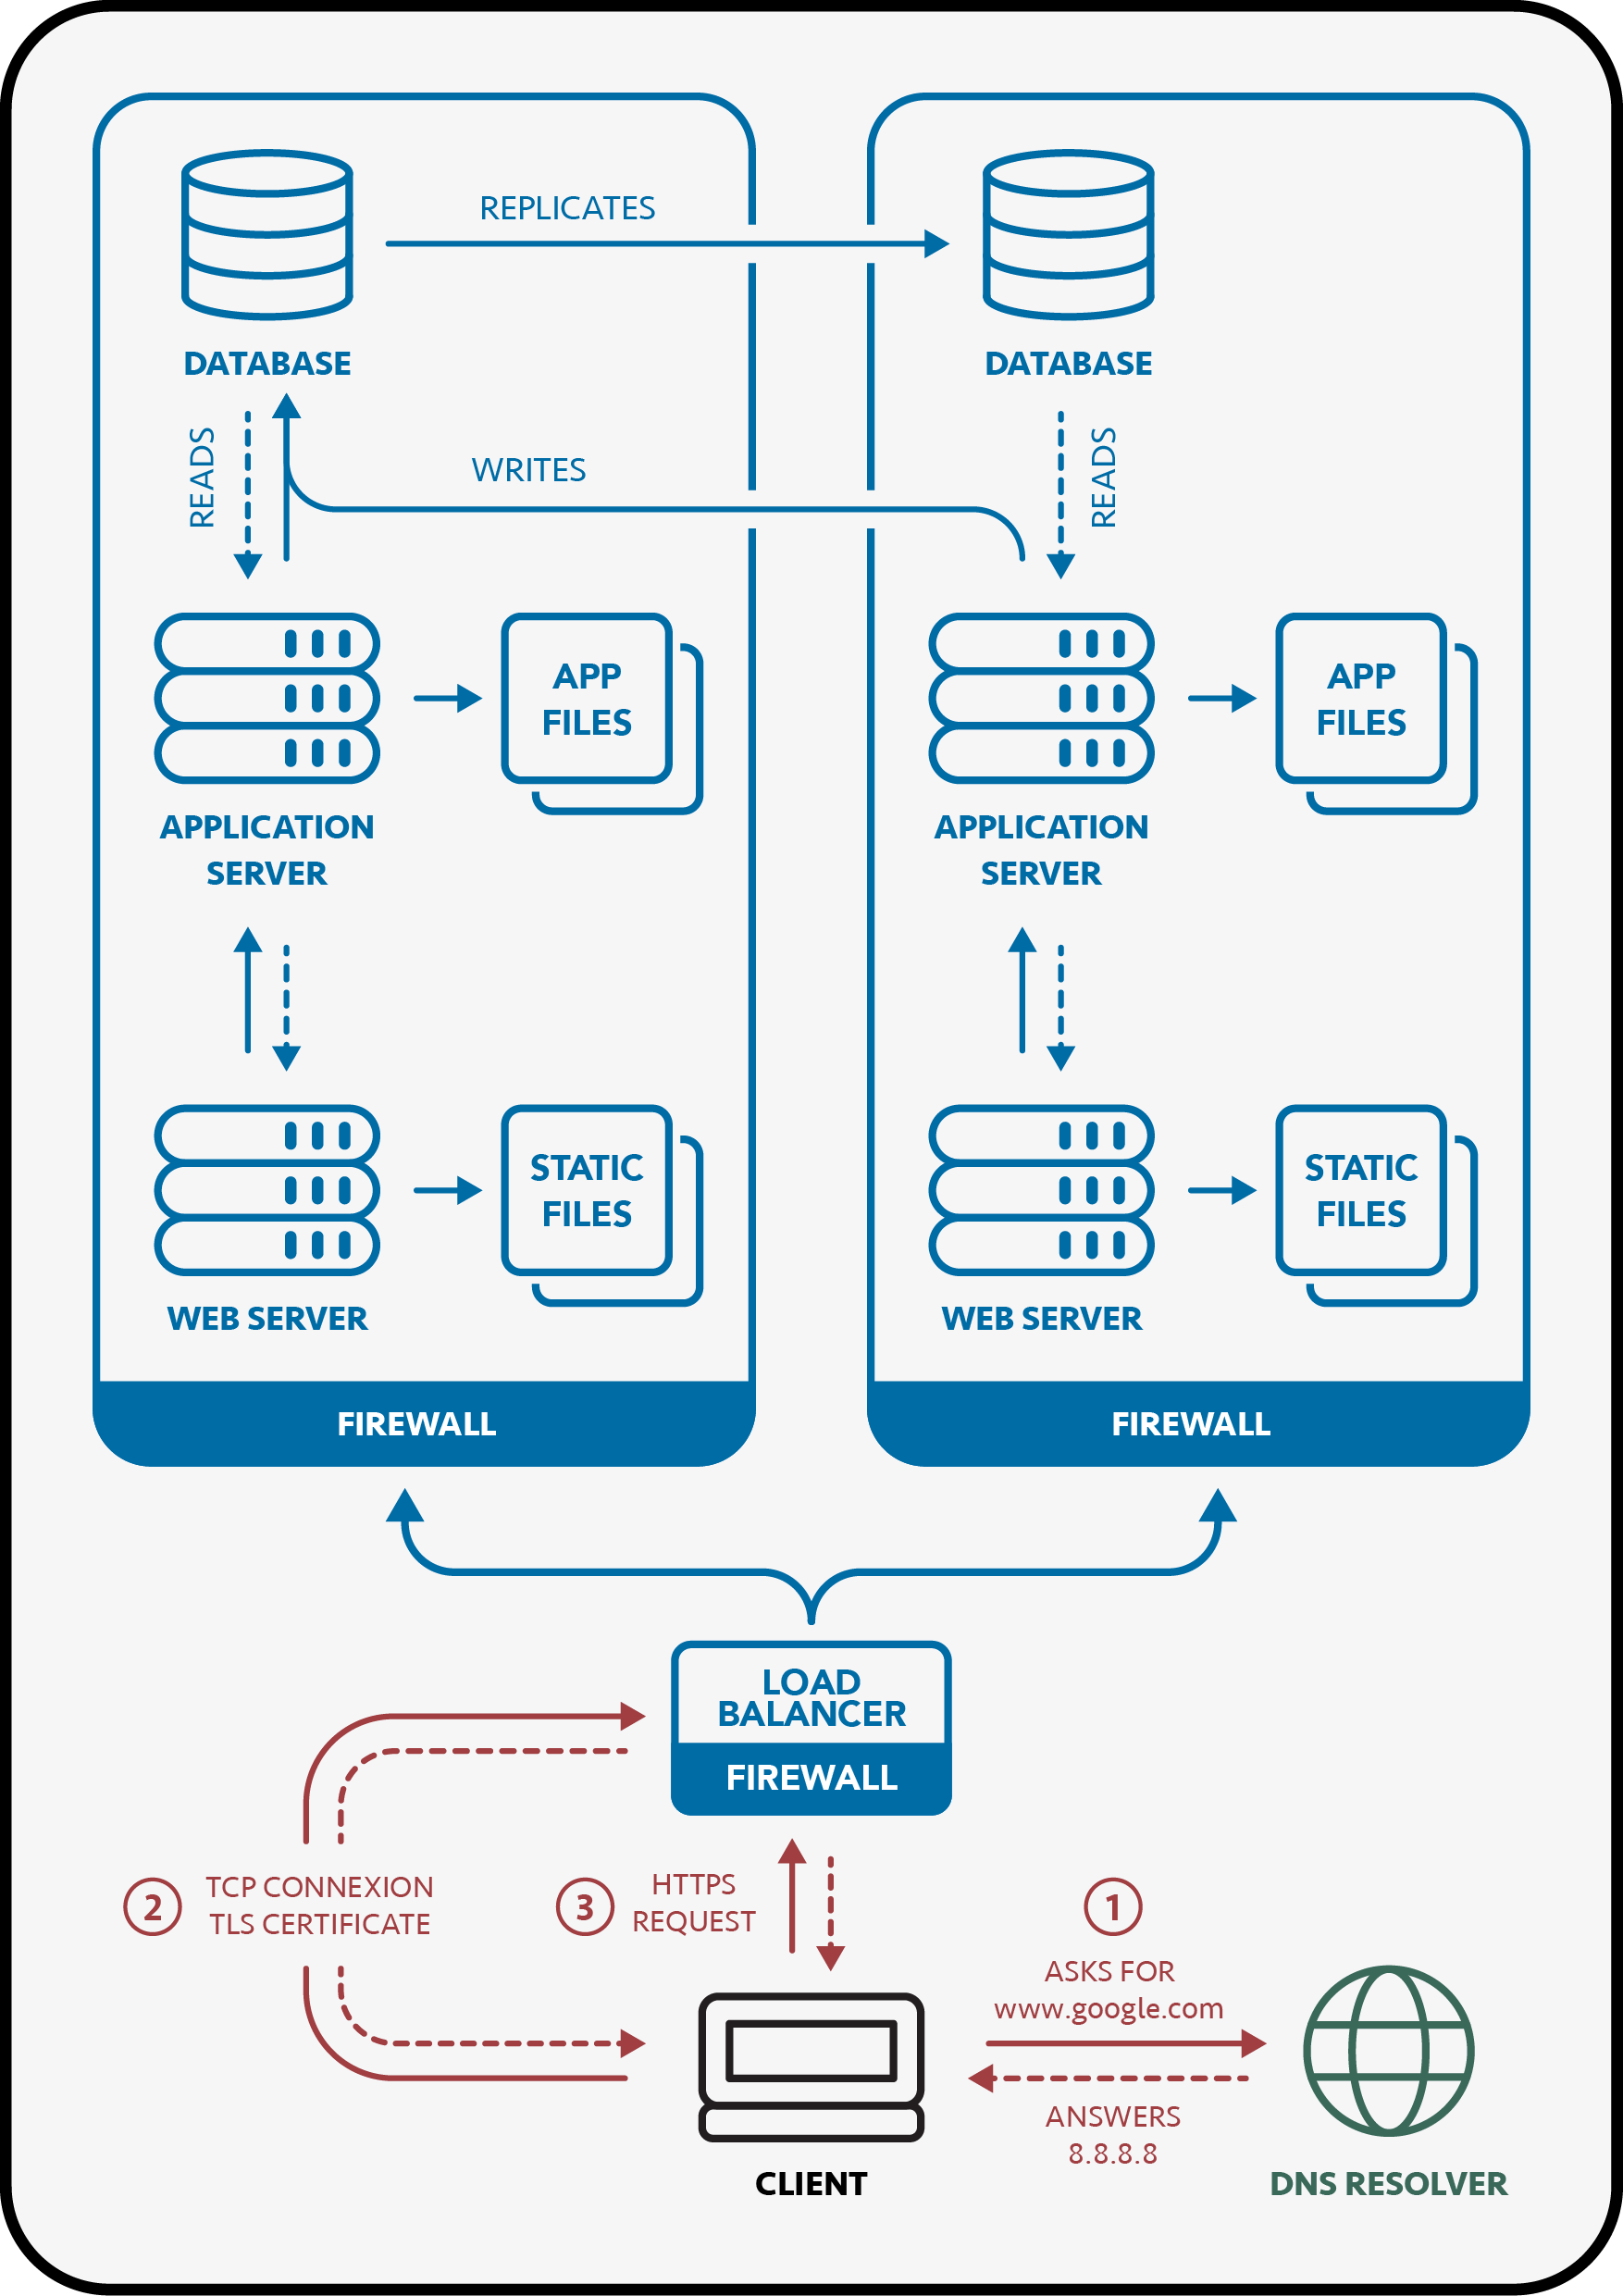 REPLICATES
DATABASE
DATABASE
READS
WRITES
READS
APP
FILES
APP
FILES
APPLICATION
SERVER
APPLICATION
SERVER
STATIC
FILES
STATIC
FILES
WEB SERVER
WEB SERVER
FIREWALL
FIREWALL
LOAD
BALANCER
FIREWALL
2
TCP CONNEXION
TLS CERTIFICATE
3
HTTPS
REQUEST
1
ASKS FOR
www.google.com
ANSWERS
8.8.8.8
CLIENT
DNS RESOLVER